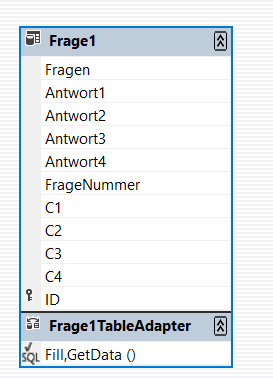 Frage1
Fragen
Antwort1
Antwort2
Antwort3
Antwort4
FrageNummer
C1
C2
C3
C4
ID
Frage1TableAdapter
SQL Fill,GetData ()